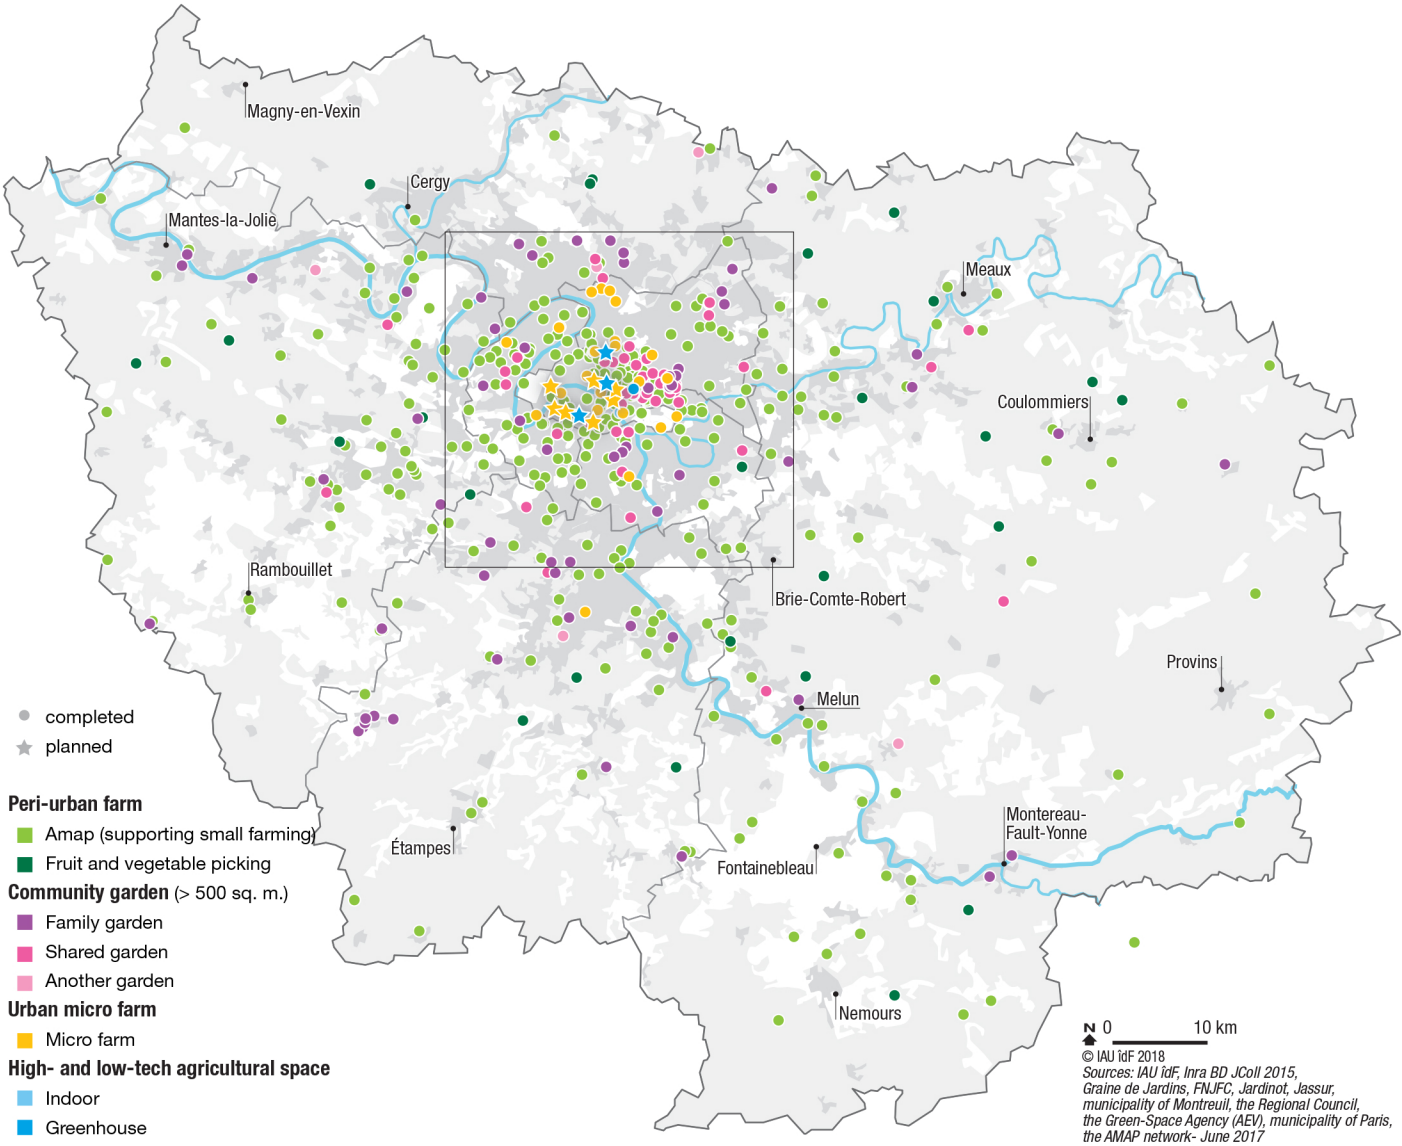 Magny-en-Vexin
Cergy
Mantes-la-Jolie
Meaux
Coulommiers
Rambouillet
Brie-Comte-Robert
Provins
Melun
completed
planned
Peri-urban farm
Amap (supporting small farming)
Fruit and vegetable picking
Community garden (> 500 sq. m.)
Family garden
Shared garden
Another garden
Urban micro farm
Micro farm
High- and low-tech agricultural space
Indoor
Greenhouse
Étampes
Fontainebleau
Montereau-
Fault-Yonne
Nemours
N 0 10 km
© IAU îdF 2018
Sources: IAU îdF, Inra BD JColl 2015,
Graine de Jardins, FNJFC, Jardinot, Jassur,
municipality of Montreuil, the Regional Council,
the Green-Space Agency (AEV), municipality of Paris,
the AMAP network- June 2017